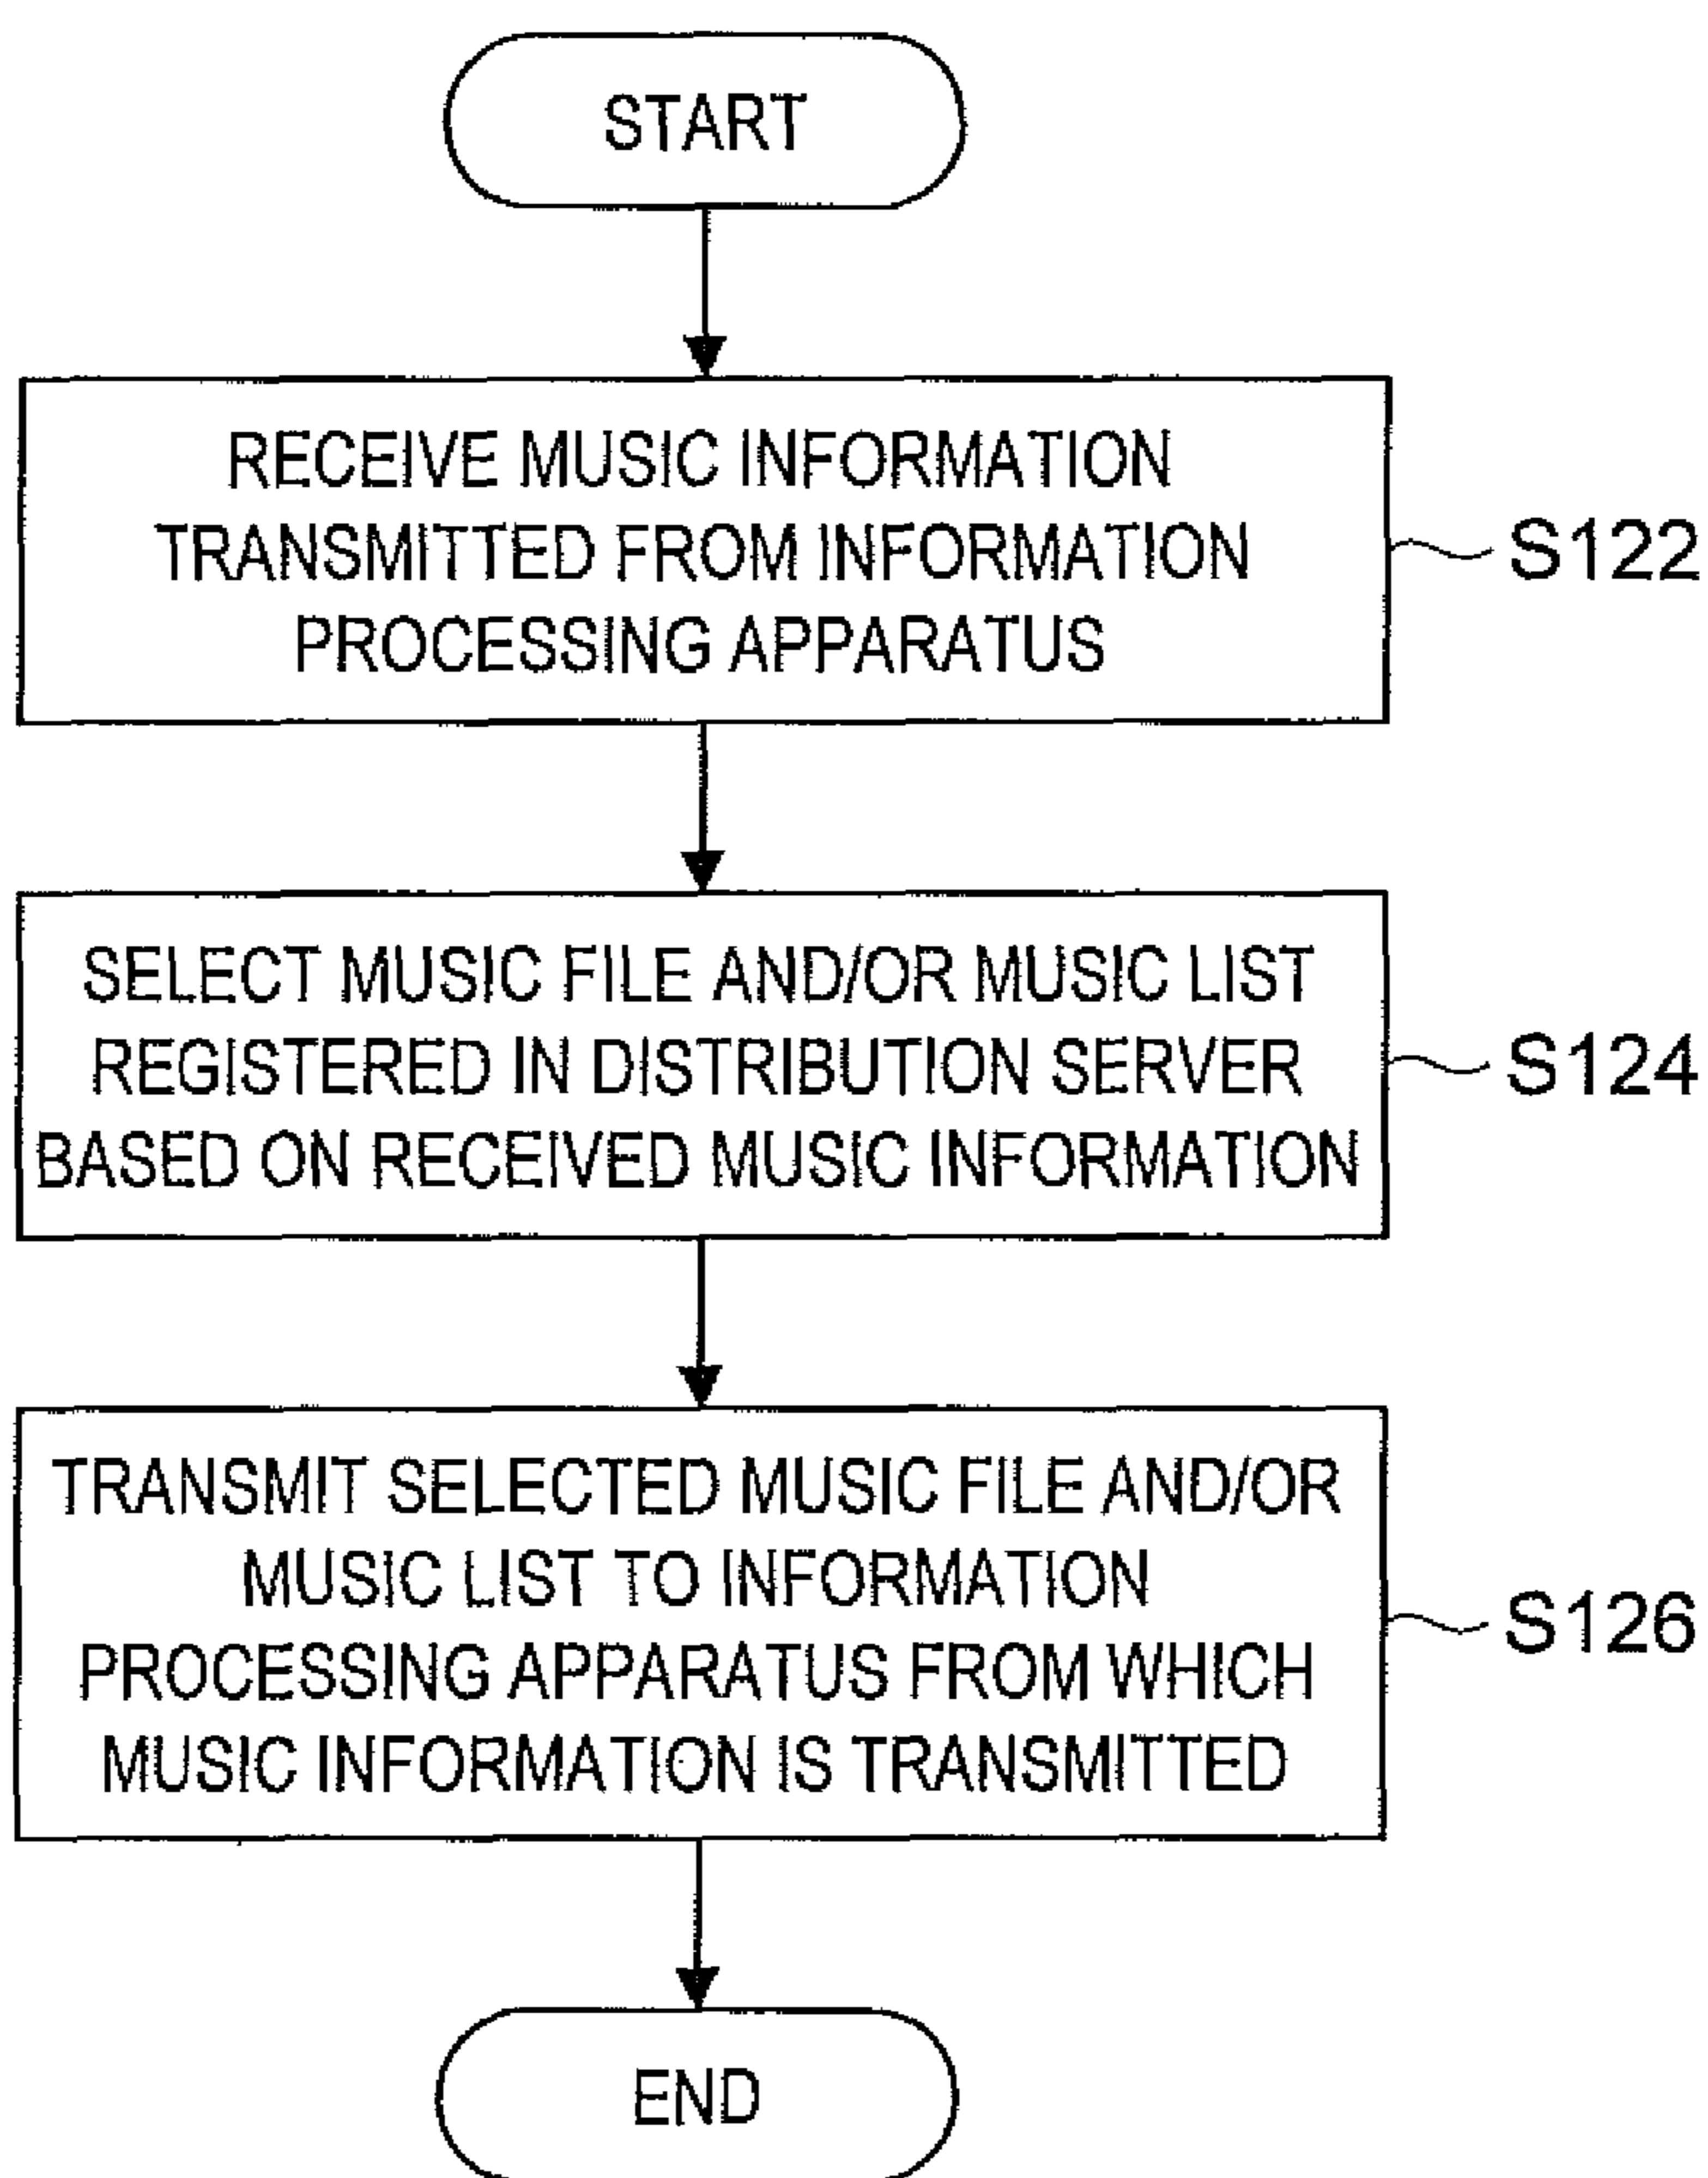 START
RECEIVE MUSIC INFORMATION
TRANSMITTED FROM INFORMATION
PROCESSING APPARATUS
S122
SELECT MUSIC FILE AND/OR MUSIC LIST
REGISTERED IN DISTRIBUTION SERVER
BASED ON RECEIVED MUSIC INFORMATION
S124
TRANSMIT SELECTED MUSIC FILE AND/OR
MUSIC LIST TO INFORMATION
PROCESSING APPARATUS FROM WHICH
MUSIC INFORMATION IS TRANSMITTED
S126
END